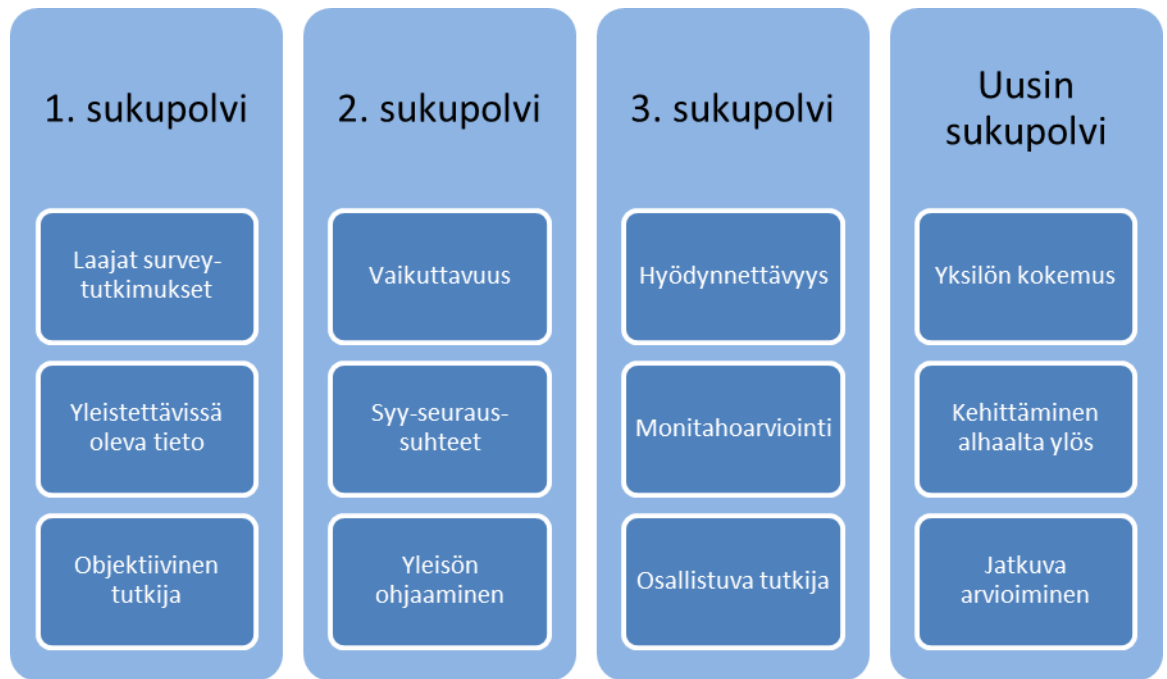 1. sukupolvi
Laajat survey-
tutkimukset
Yleistettävissä
oleva tieto
Objektiivinen
tutkija
2. sukupolvi
Vaikuttavuus
Syy-seuraus-
suhteet
Yleisön
ohjaaminen
3. sukupolvi
Hyödynnettävyys
Monitahoarviointi
Osallistuva tutkija
Uusin
sukupolvi
Yksilön kokemus
Kehittäminen
alhaalta ylös
Jatkuva
arvioiminen